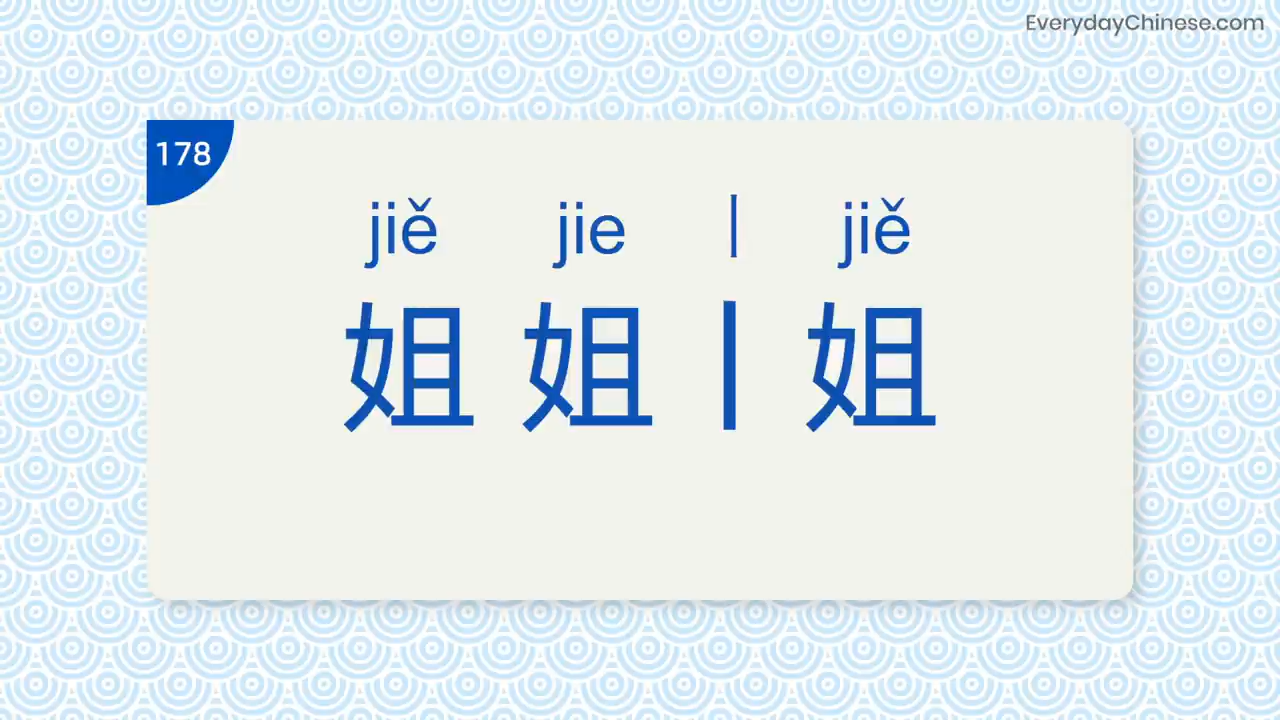 EverydayChinese.com
178
jiě jie | jiě
姐 姐 | 姐